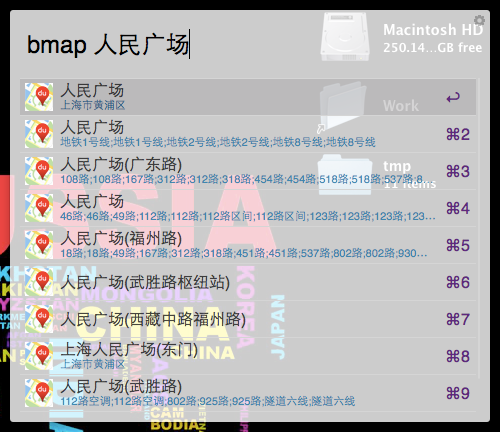 bmap 人民广场
Macintosh HD
250.14...GB free
人民广场
上海市黄浦区
↩
Work
人民广场
地铁1号线;地铁1号线;地铁2号线;地铁2号线;地铁8号线;地铁8号线
⌘2
人民广场(广东路)
108路;108路;167路;312路;312路;318路;454路;454路;518路;518路;537路;8...
⌘3
tmp
11 items
人民广场
46路;46路;49路;112路;112路;112路区间;112路区间;123路;123路;123路;123...
⌘4
人民广场(福州路)
18路;18路;49路;167路;312路;318路;451路;451路;537路;802路;802路;930...
⌘5
人民广场(武胜路枢纽站)
⌘6
人民广场(西藏中路福州路)
⌘7
上海人民广场(东门)
上海市黄浦区
⌘8
人民广场(武胜路)
112路空调;112路空调;802路;925路;925路;隧道六线;隧道六线
⌘9
du
du
du
du
du
du
du
du
du
SSIA
MONGOLIA
CHINA
CHINA
KOREA
JAPAN
CAM
BODIA